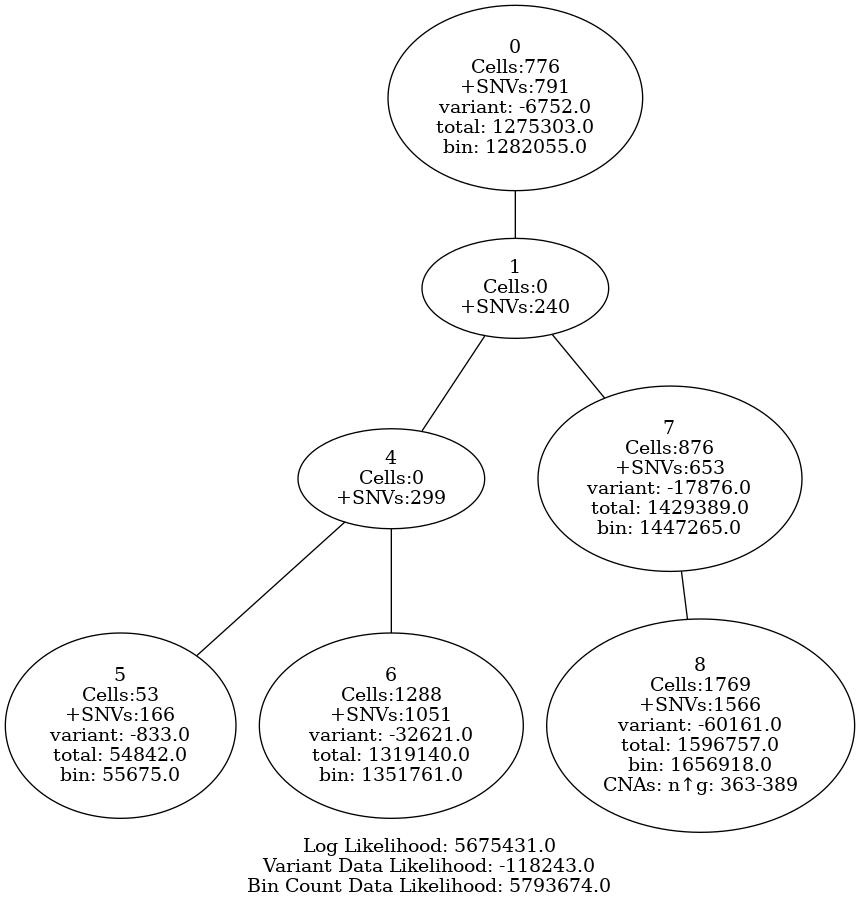 0
Cells:776
+SNVs:791
variant: -6752.0
total: 1275303.0
bin: 1282055.0
1
Cells:0
+SNVs:240
4
Cells:0
+SNVs:299
7
Cells:876
+SNVs:653
variant: -17876.0
total: 1429389.0
bin: 1447265.0
5
Cells:53
+SNVs:166
variant: -833.0
total: 54842.0
bin: 55675.0
6
Cells:1288
+SNVs:1051
variant: -32621.0
total: 1319140.0
bin: 1351761.0
8
Cells:1769
+SNVs:1566
variant: -60161.0
total: 1596757.0
bin: 1656918.0
CNAs: n↑g: 363-389
Log Likelihood: 5675431.0
Variant Data Likelihood: -118243.0
Bin Count Data Likelihood: 5793674.0